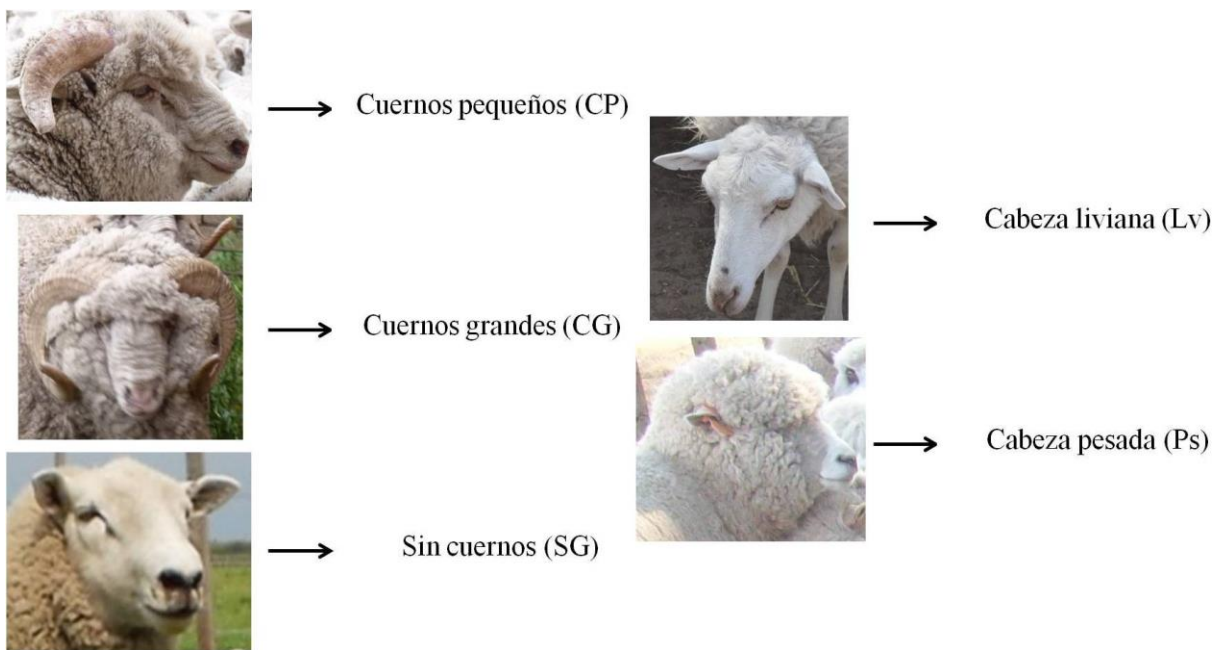 Cuernos pequeños (CP)
Cuernos grandes (CG)
Sin cuernos (SG)
Cabeza liviana (Lv)
Cabeza pesada (Ps)